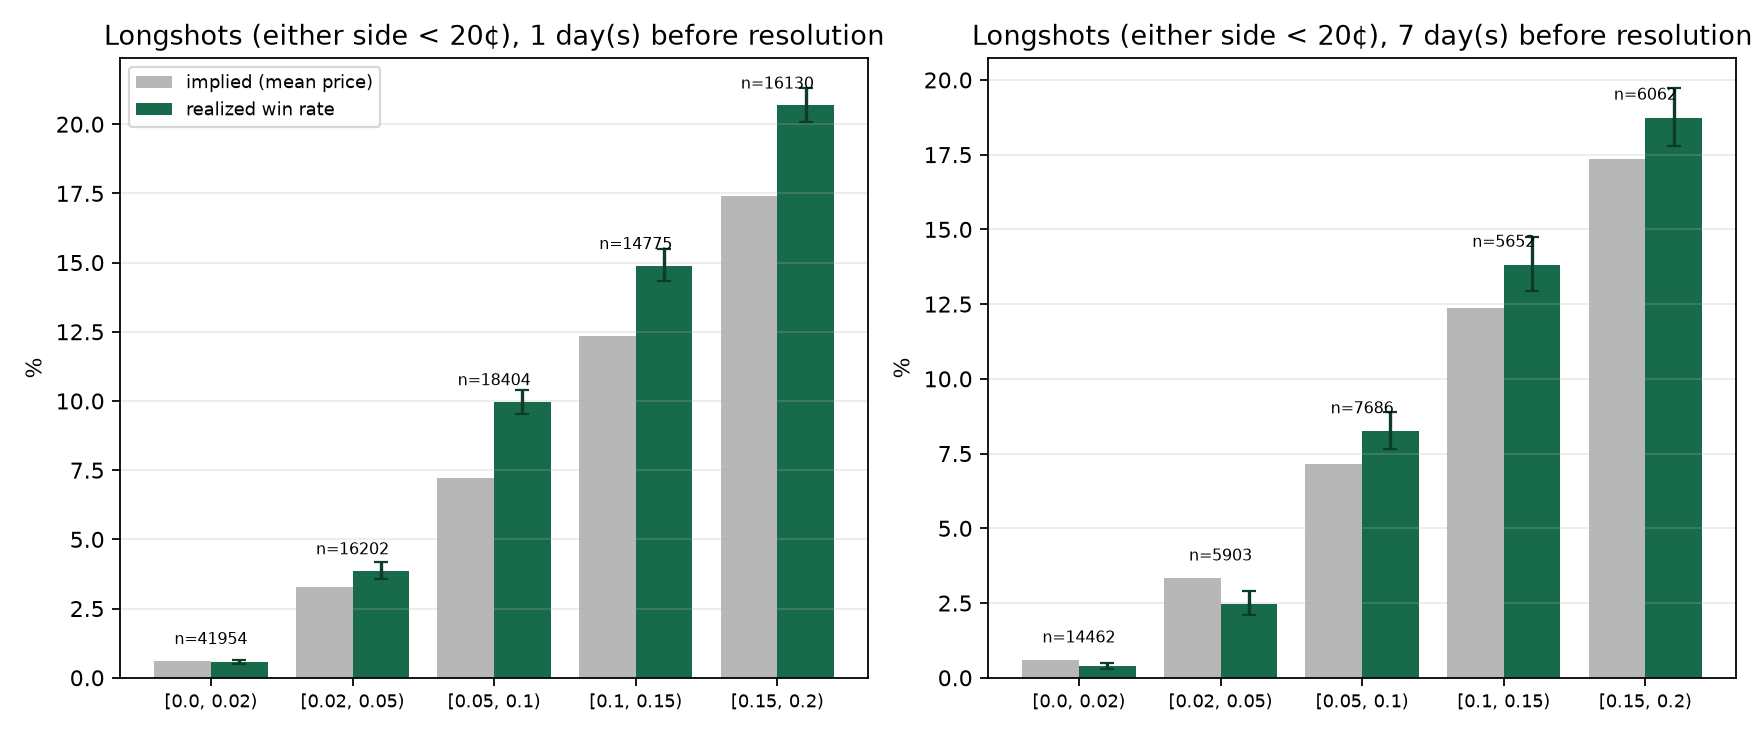 Longshots (either side < 20¢), 1 day(s) before resolution
implied (mean price)
realized win rate
%
20.0
17.5
15.0
12.5
10.0
7.5
5.0
2.5
0.0
n=41954
n=16202
n=18404
n=14775
n=16130
[0.0, 0.02)
[0.02, 0.05)
[0.05, 0.1)
[0.1, 0.15)
[0.15, 0.2)
Longshots (either side < 20¢), 7 day(s) before resolution
%
20.0
17.5
15.0
12.5
10.0
7.5
5.0
2.5
0.0
n=14462
n=5903
n=7686
n=5652
n=6062
[0.0, 0.02)
[0.02, 0.05)
[0.05, 0.1)
[0.1, 0.15)
[0.15, 0.2)